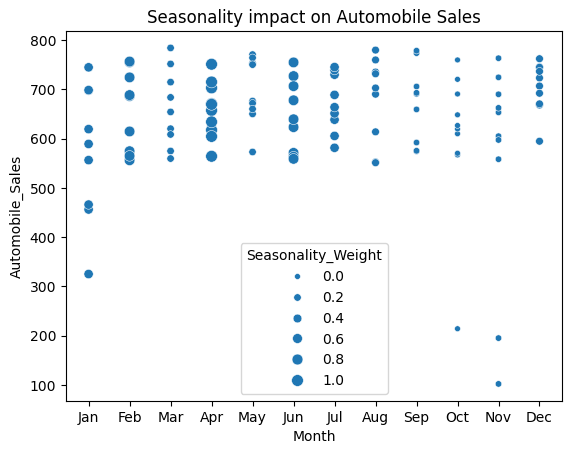 Seasonality impact on Automobile Sales
800
700
600
500
400
300
200
100
Automobile_Sales
Seasonality_Weight
0.0
0.2
0.4
0.6
0.8
1.0
Jan Feb Mar Apr May Jun Jul Aug Sep Oct Nov Dec
Month